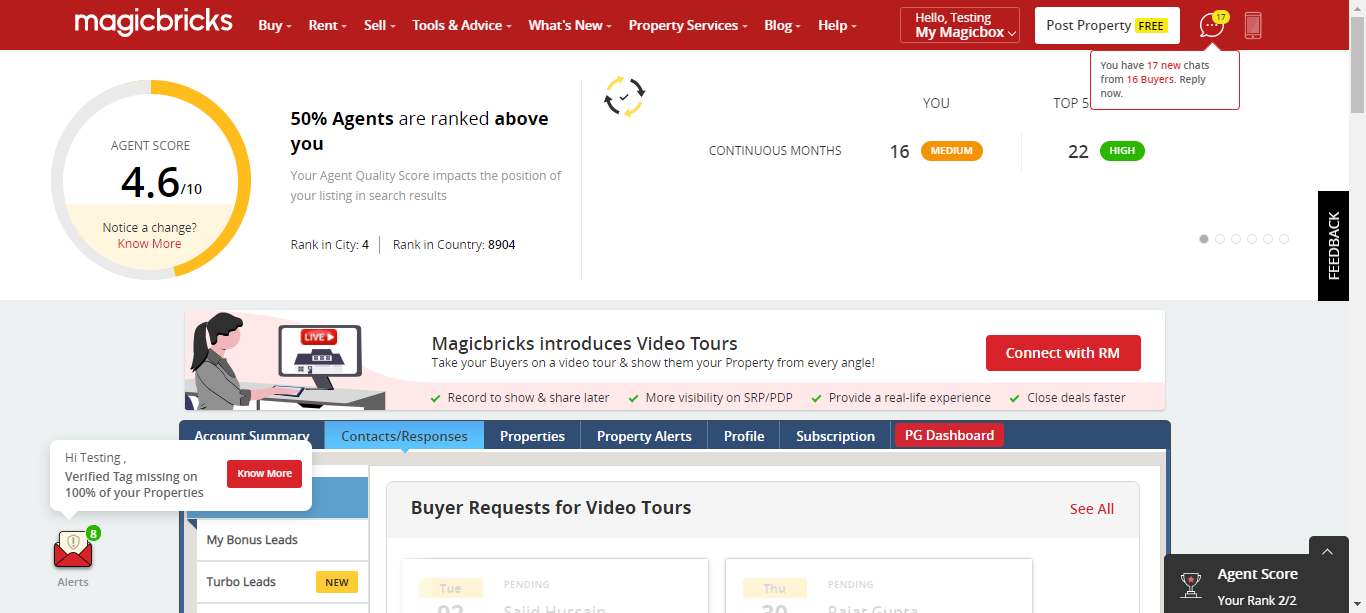 magicbricks
Buy Rent Sell Tools & Advice What's New Property Services Blog Help
Hello, Testing
My Magicbox
Post Property FREE
17
You have 17 new chats
from 16 Buyers. Reply
now.
AGENT SCORE
4.6/10
Notice a change?
Know More
50% Agents are ranked above
you
Your Agent Quality Score impacts the position of
your listing in search results
Rank in City: 4 Rank in Country: 8904
YOU TOP 5
CONTINUOUS MONTHS 16 MEDIUM 22 HIGH
FEEDBACK
LIVE
Magicbricks introduces Video Tours
Take your Buyers on a video tour & show them your Property from every angle!
Connect with RM
Record to show & share later More visibility on SRP/PDP Provide a real-life experience Close deals faster
Account Summary Contacts/Responses Properties Property Alerts Profile Subscription PG Dashboard
Hi Testing ,
Verified Tag missing on
100% of your Properties
Know More
8
Alerts
My Bonus Leads
Turbo Leads NEW
Buyer Requests for Video Tours See All
Tue PENDING
02 Sajid Hussain
Thu PENDING
30 Rajat Gupta
Agent Score
Your Rank 2/2